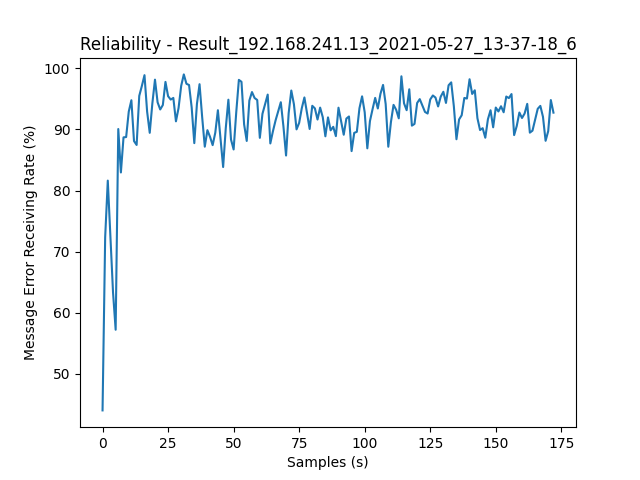 Reliability - Result_192.168.241.13_2021-05-27_13-37-18_6
100
90
80
70
60
50
Message Error Receiving Rate (%)
0 25 50 75 100 125 150 175
Samples (s)